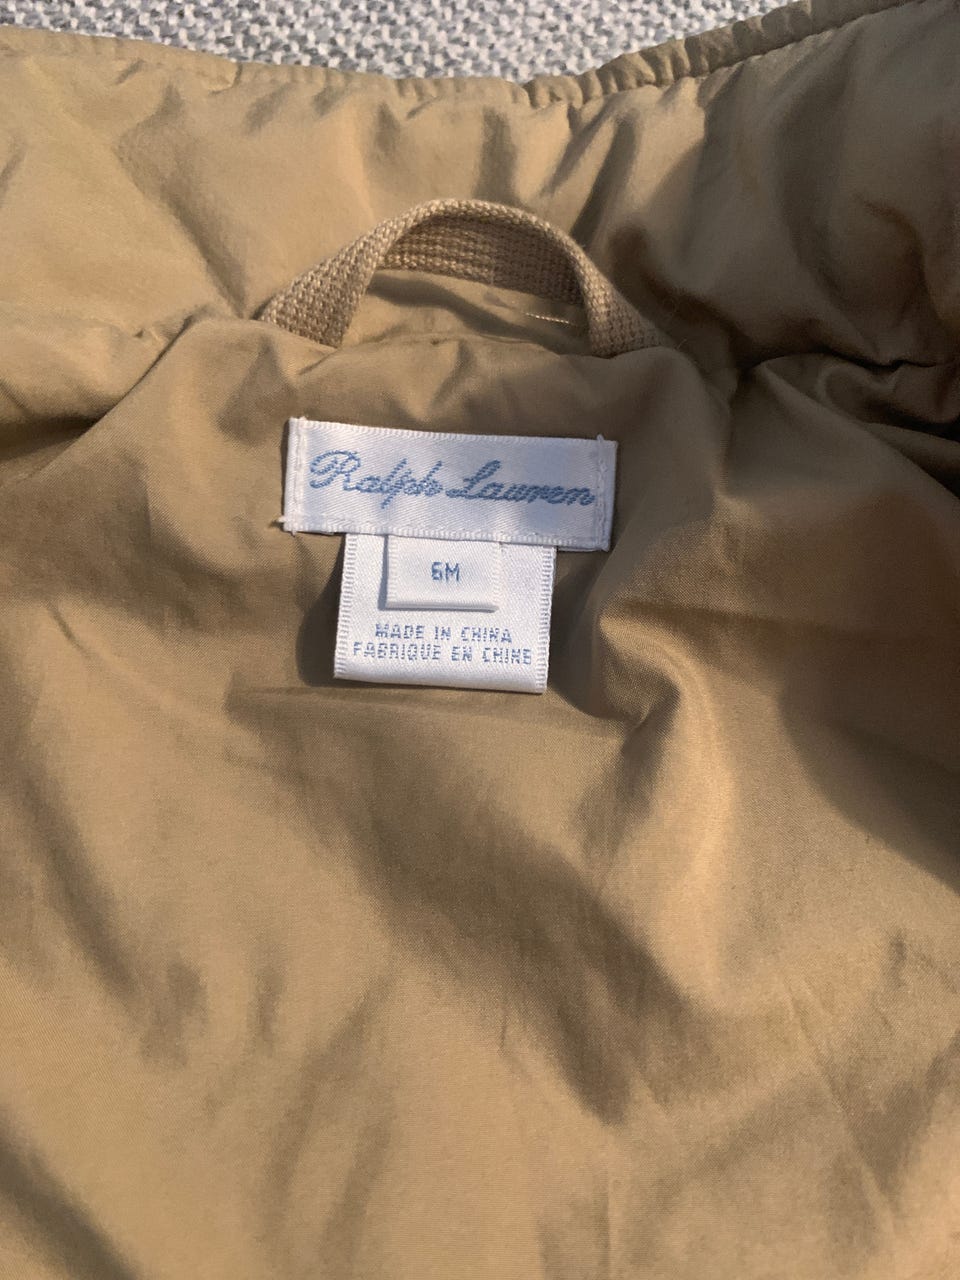 Ralph Lauren
6M
MADE IN CHINA
FABRIQUE EN CHINE